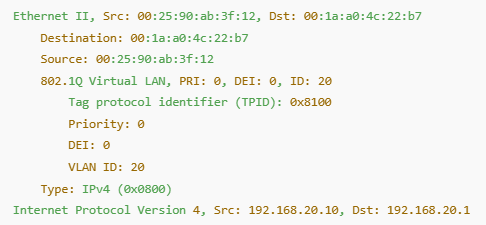 Ethernet II, Src: 00:25:90:ab:3f:12, Dst: 00:1a:a0:4c:22:b7
Destination: 00:1a:a0:4c:22:b7
Source: 00:25:90:ab:3f:12
802.1Q Virtual LAN, PRI: 0, DEI: 0, ID: 20
Tag protocol identifier (TPID): 0x8100
Priority: 0
DEI: 0
VLAN ID: 20
Type: IPv4 (0x0800)
Internet Protocol Version 4, Src: 192.168.20.10, Dst: 192.168.20.1